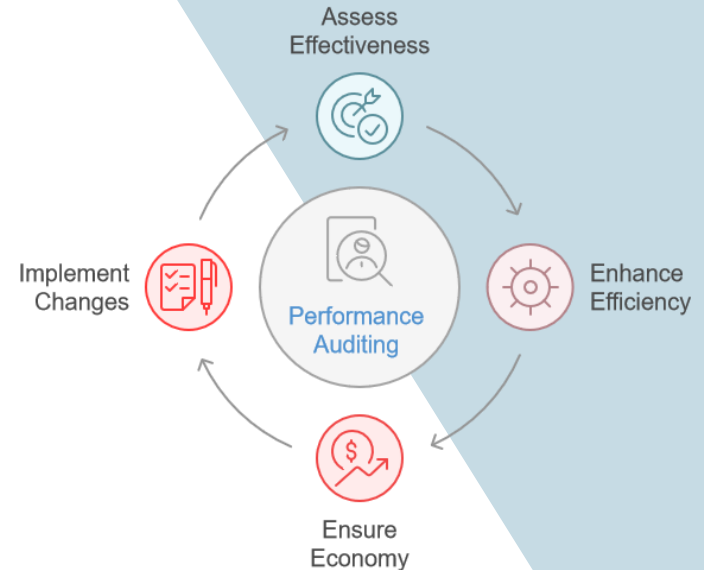 Assess
Effectiveness
Enhance
Efficiency
Performance
Auditing
Implement
Changes
$
Ensure
Economy